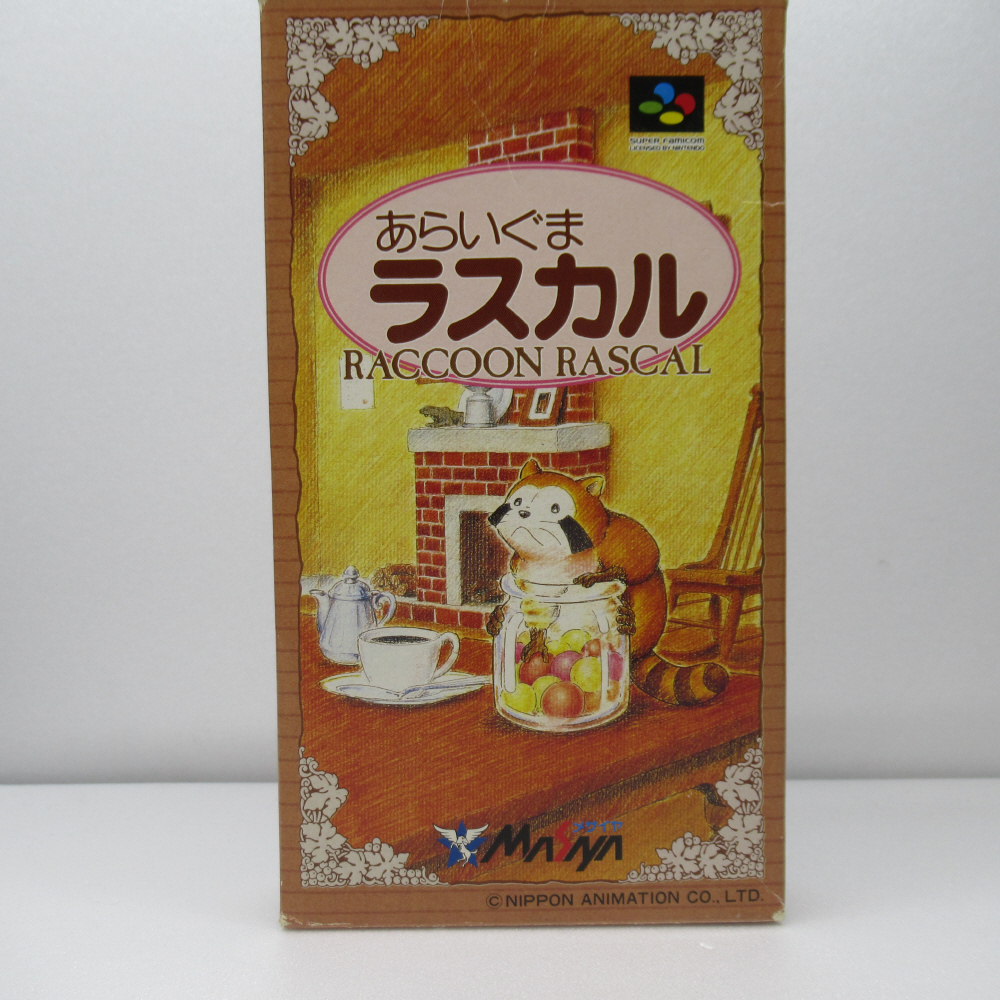 SUPER FAMICOM
LICENSED BY NINTENDO
あらいぐま
ラスカル
RACCOON RASCAL
メサイヤ
MASAYA
© NIPPON ANIMATION CO., LTD.